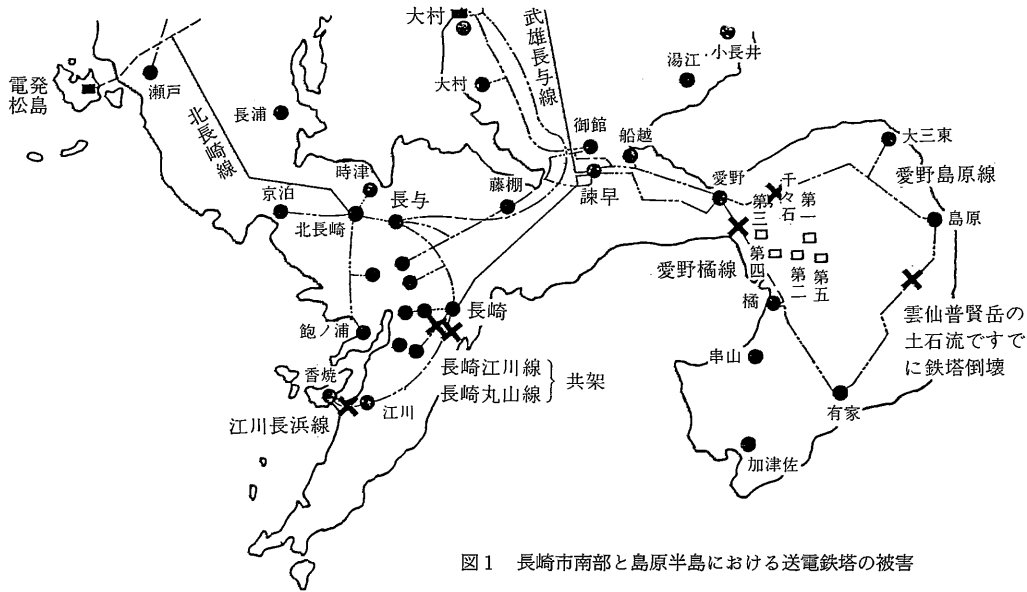 大村
武雄長与線
小長井
湯江
電発
松島
瀬戸
大村
長浦
北長崎線
御館
船越
大三東
時津
長与
藤棚
諫早
愛野
千々石
第一
第三
愛野島原線
京泊
北長崎
島原
愛野橘線
第四
第二
第五
橘
長崎
飽ノ浦
雲仙普賢岳の
土石流ですで
に鉄塔倒壊
串山
長崎江川線
長崎丸山線
共架
香焼
江川
江川長浜線
有家
加津佐
図1 長崎市南部と島原半島における送電鉄塔の被害